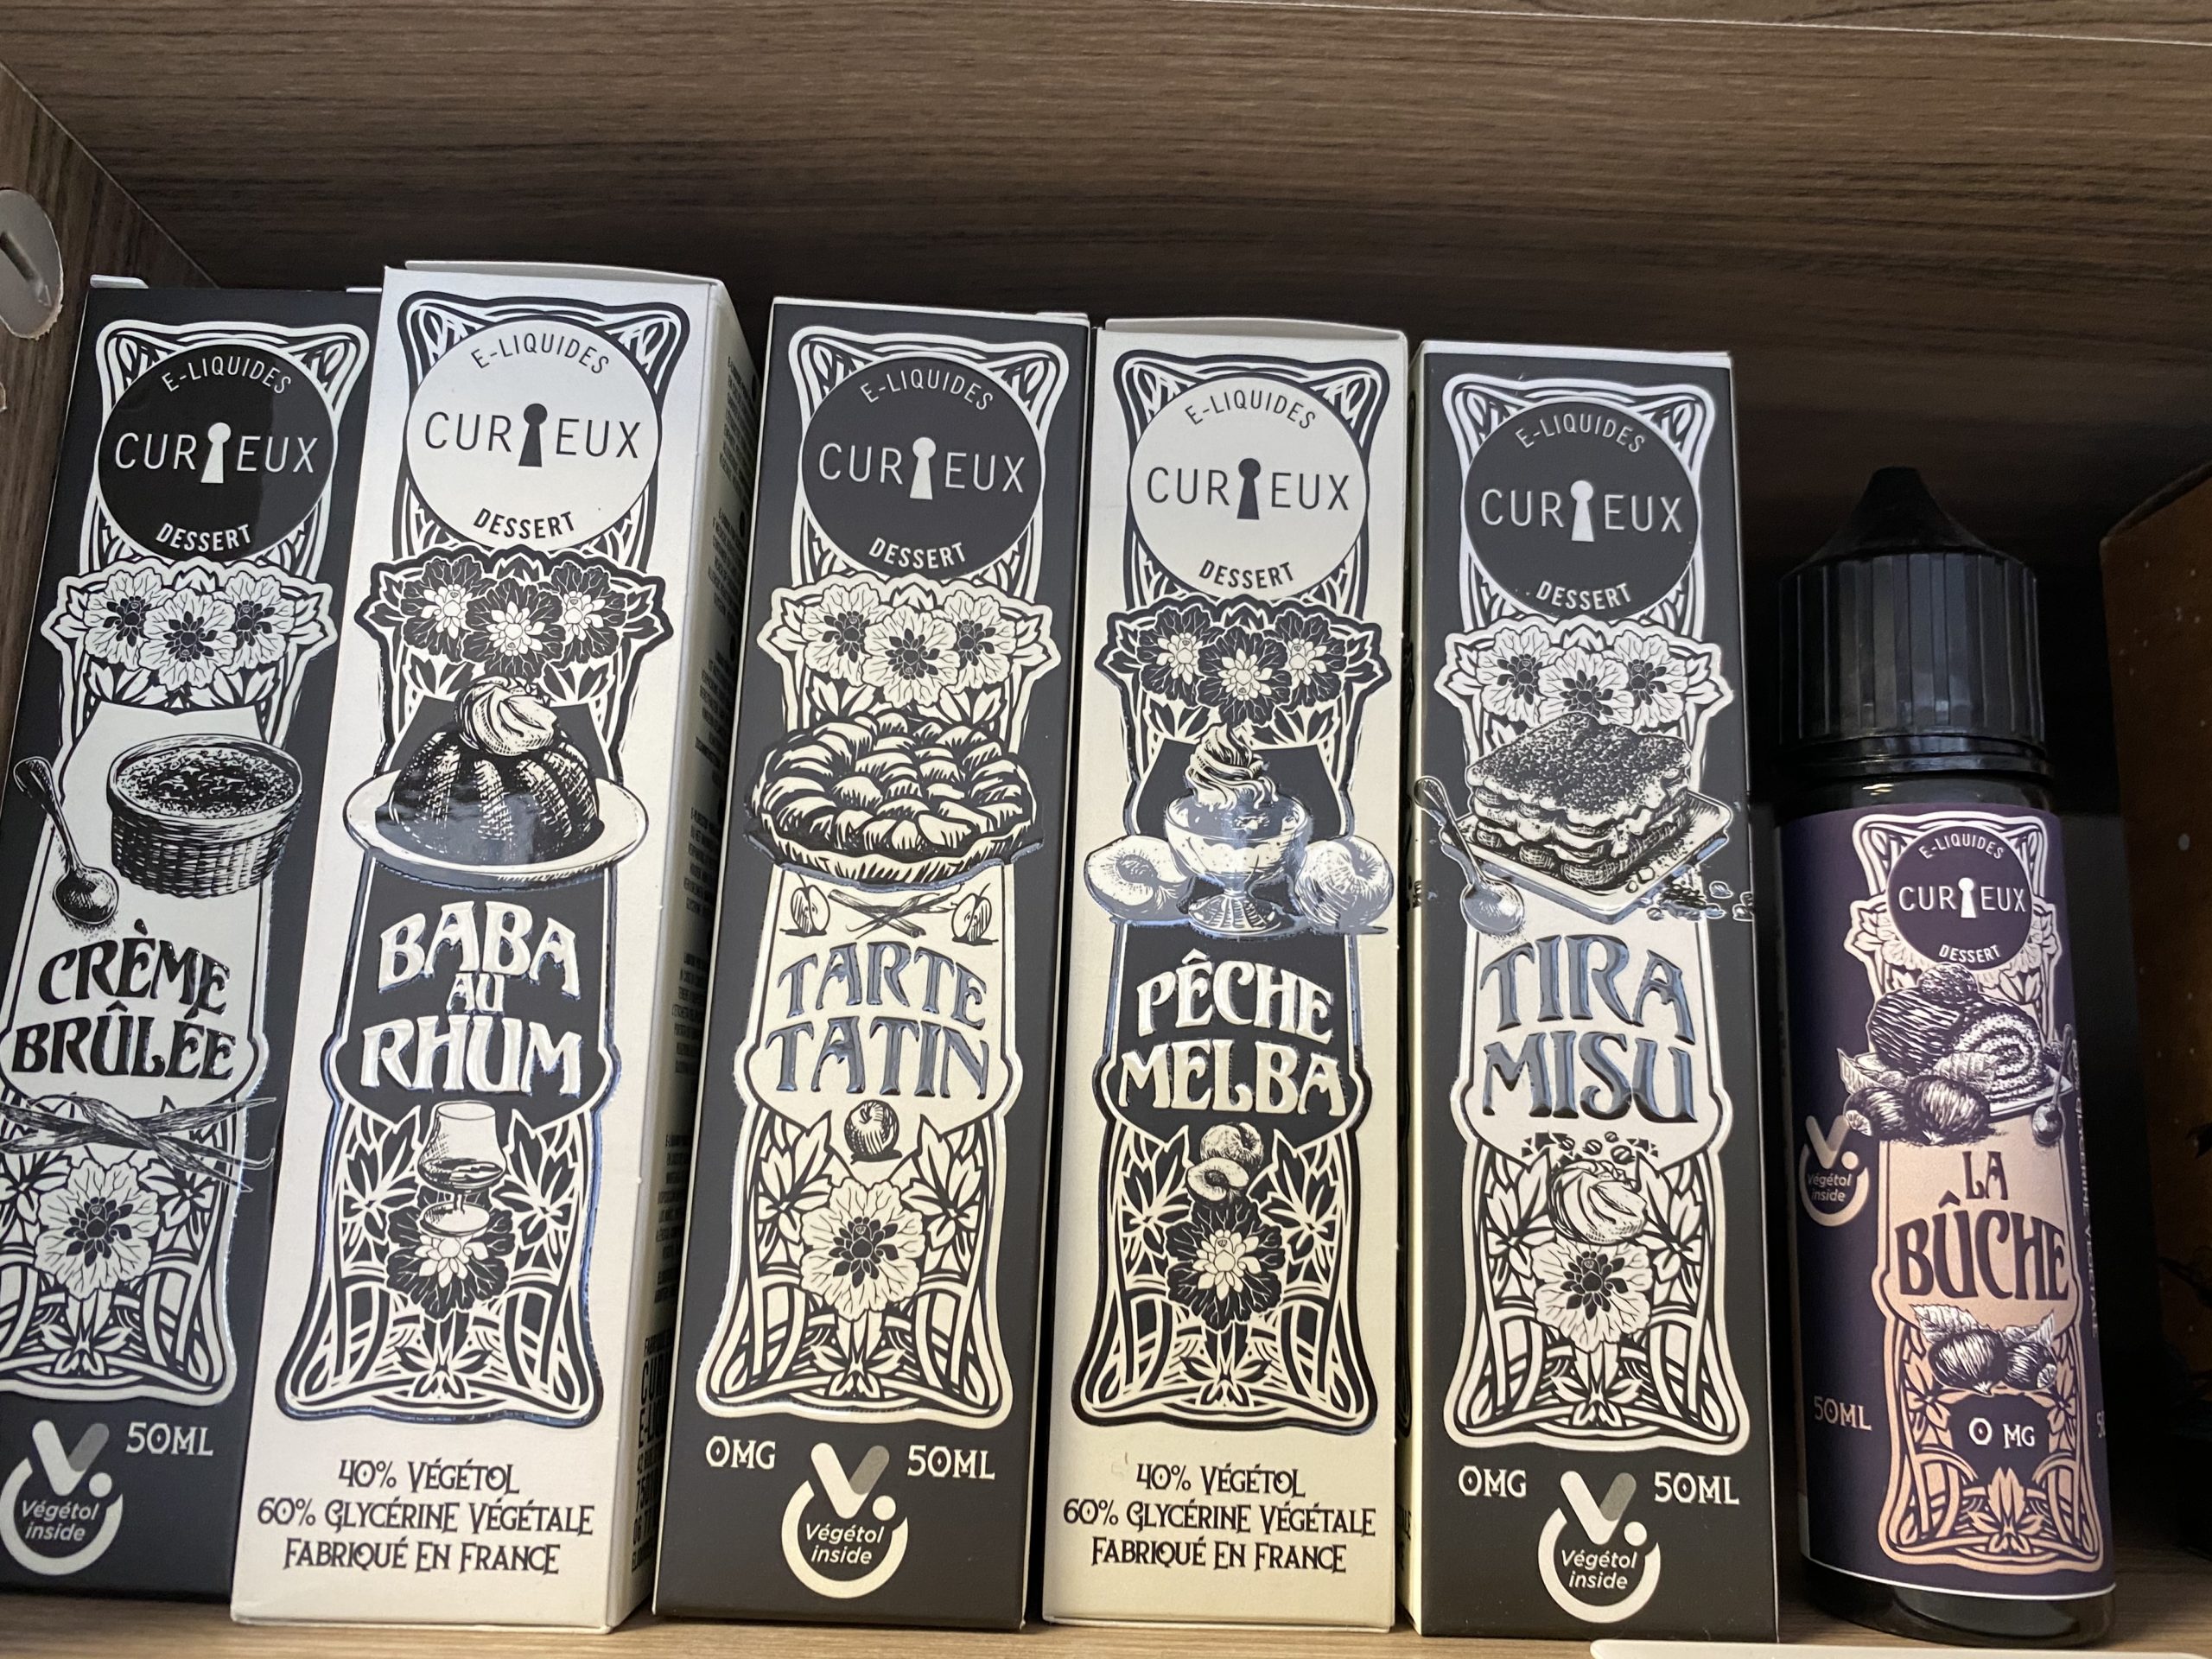 E-LIQUIDES
CURIEUX
DESSERT
CRÈME
BRÛLÉE
50ML
Végétol
inside
E-LIQUIDES
CURIEUX
DESSERT
BABA
AU
RHUM
40% VÉGÉTOL
60% GLYCÉRINE VÉGÉTALE
FABRIQUÉ EN FRANCE
E-LIQUIDES
CURIEUX
DESSERT
TARTE
TATIN
0MG
50ML
Végétol
inside
E-LIQUIDES
CURIEUX
DESSERT
PÊCHE
MELBA
40% VÉGÉTOL
60% GLYCÉRINE VÉGÉTALE
FABRIQUÉ EN FRANCE
E-LIQUIDES
CURIEUX
DESSERT
TIRA
MISU
0MG
50ML
Végétol
inside
E-LIQUIDES
CURIEUX
DESSERT
Végétol
inside
LA
BÛCHE
50ML
0 MG